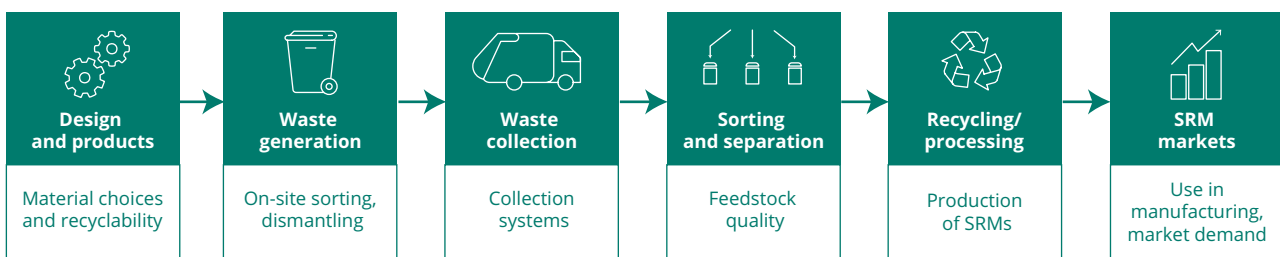 Design
and products
Material choices
and recyclability
Waste
generation
On-site sorting,
dismantling
Waste
collection
Collection
systems
Sorting
and separation
Feedstock
quality
Recycling/
processing
Production
of SRMs
SRM
markets
Use in
manufacturing,
market demand